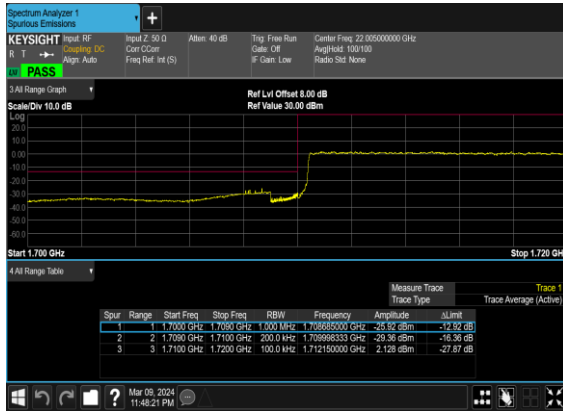 Spectrum Analyzer 1
Spurious Emissions
KEYSIGHT Input: RF Input Z: 50 Ω Atten: 40 dB Trig: Free Run Center Freq: 22.005000000 GHz
R T Coupling: DC Corr CCorr Gate: Off Avg|Hold: 100/100
Align: Auto Freq Ref: Int (S) IF Gain: Low Radio Std: None
PASS
3 All Range Graph
Ref Lvl Offset 8.00 dB
Scale/Div 10.0 dB Ref Value 30.00 dBm
Log
20.0
10.0
0.00
-10.0
-20.0
-30.0
-40.0
-50.0
-60.0
Start 1.700 GHz Stop 1.720 GH
4 All Range Table
Measure Trace Trace 1
Trace Type Trace Average (Active)
Spur Range Start Freq Stop Freq RBW Frequency Amplitude ΔLimit
1 1 1.7000 GHz 1.7090 GHz 1.000 MHz 1.708685000 GHz -25.92 dBm -12.92 dB
2 2 1.7090 GHz 1.7100 GHz 200.0 kHz 1.709998333 GHz -29.36 dBm -16.36 dB
3 3 1.7100 GHz 1.7200 GHz 100.0 kHz 1.712150000 GHz 2.128 dBm -27.87 dB
Mar 09, 2024
11:48:21 PM